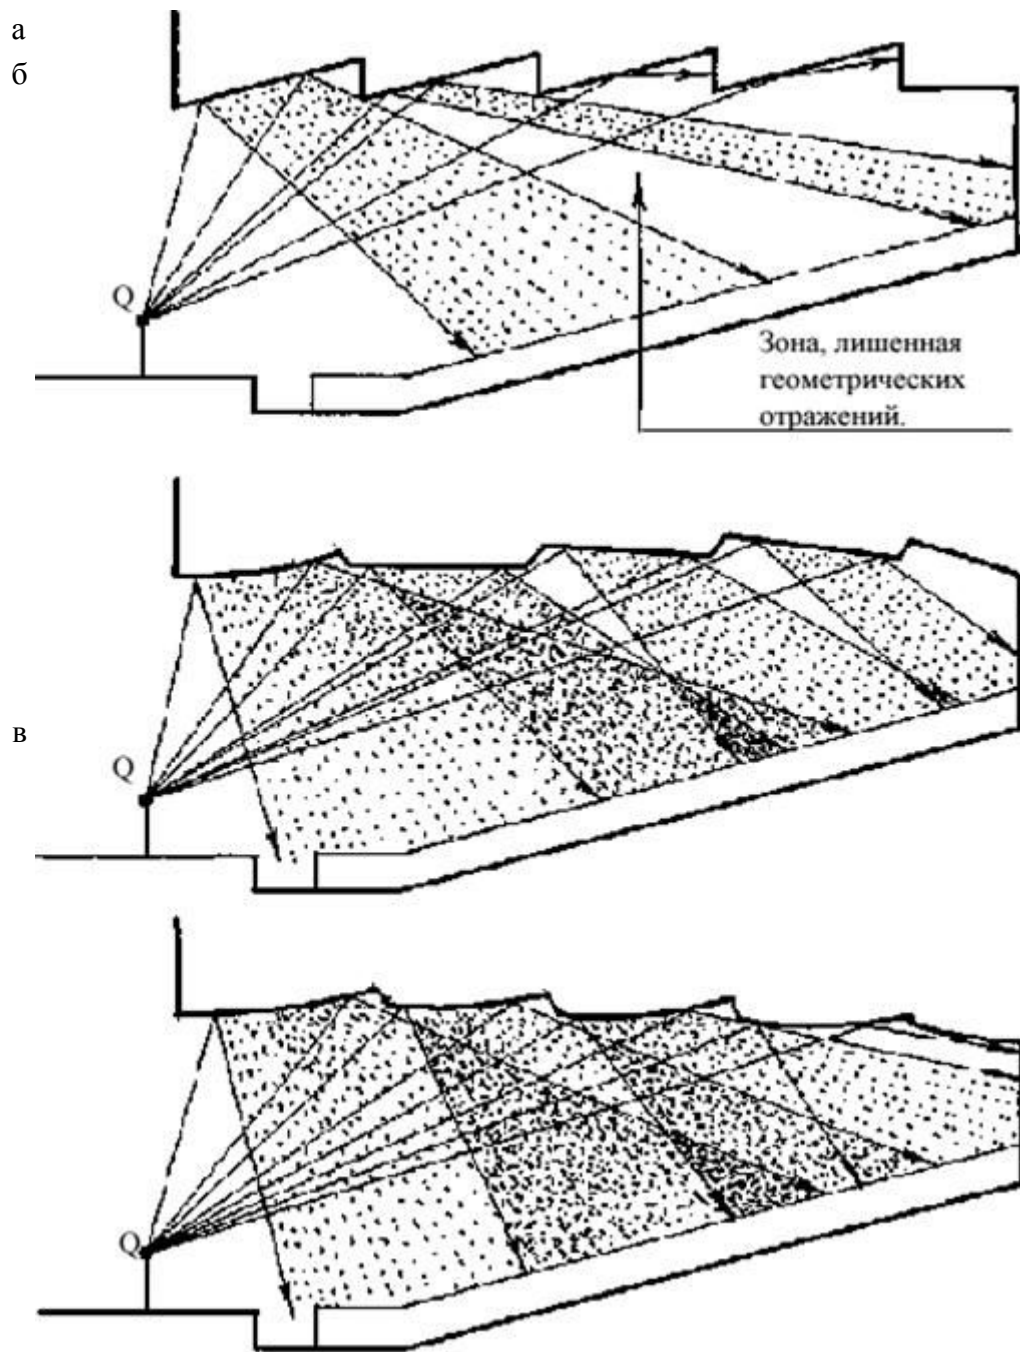 а
б
Q
Зона, лишенная
геометрических
отражений.
в
Q
Q